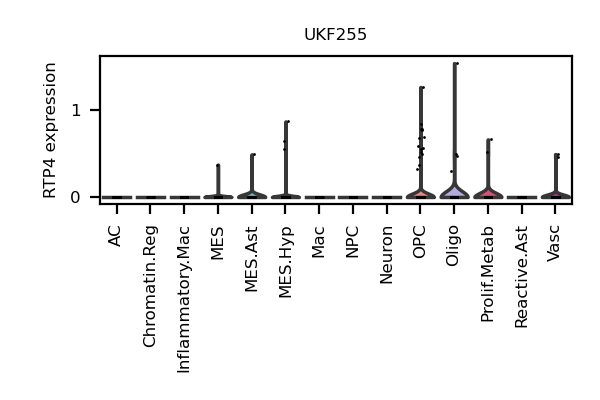 UKF255
RTP4 expression
1
0
AC
Chromatin.Reg
Inflammatory.Mac
MES
MES.Ast
MES.Hyp
Mac
NPC
Neuron
OPC
Oligo
Prolif.Metab
Reactive.Ast
Vasc